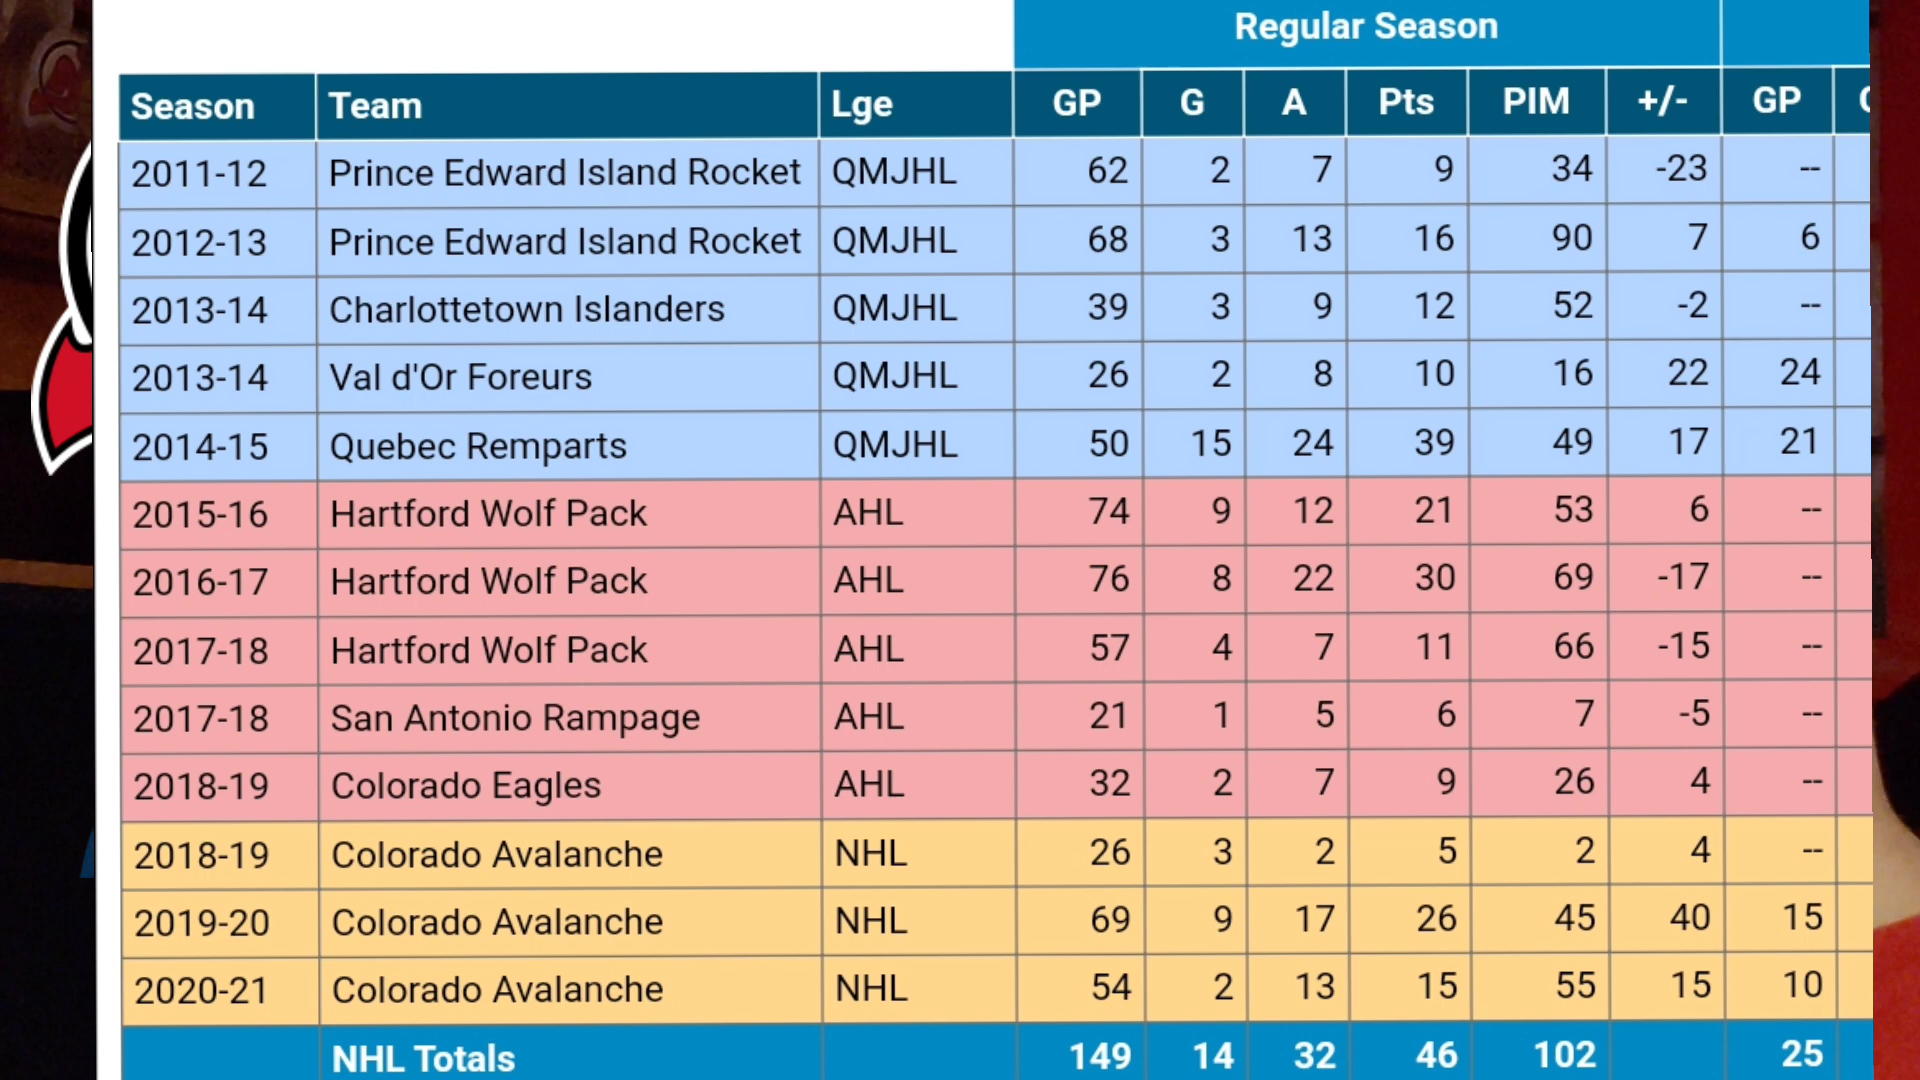 Regular Season
Season Team Lge GP G A Pts PIM +/- GP
2011-12 Prince Edward Island Rocket QMJHL 62 2 7 9 34 -23 --
2012-13 Prince Edward Island Rocket QMJHL 68 3 13 16 90 7 6
2013-14 Charlottetown Islanders QMJHL 39 3 9 12 52 -2 --
2013-14 Val d'Or Foreurs QMJHL 26 2 8 10 16 22 24
2014-15 Quebec Remparts QMJHL 50 15 24 39 49 17 21
2015-16 Hartford Wolf Pack AHL 74 9 12 21 53 6 --
2016-17 Hartford Wolf Pack AHL 76 8 22 30 69 -17 --
2017-18 Hartford Wolf Pack AHL 57 4 7 11 66 -15 --
2017-18 San Antonio Rampage AHL 21 1 5 6 7 -5 --
2018-19 Colorado Eagles AHL 32 2 7 9 26 4 --
2018-19 Colorado Avalanche NHL 26 3 2 5 2 4 --
2019-20 Colorado Avalanche NHL 69 9 17 26 45 40 15
2020-21 Colorado Avalanche NHL 54 2 13 15 55 15 10
NHL Totals 149 14 32 46 102 25